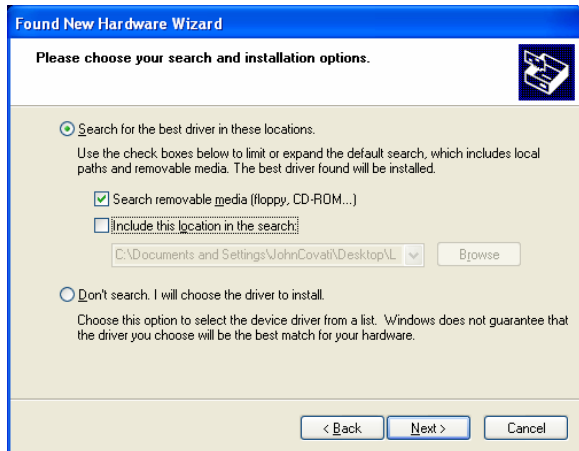 Found New Hardware Wizard
Please choose your search and installation options.
Search for the best driver in these locations.
Use the check boxes below to limit or expand the default search, which includes local
paths and removable media. The best driver found will be installed.
Search removable media (floppy, CD-ROM...)
Include this location in the search:
C:\Documents and Settings\JohnCovati\Desktop\L
Browse
Don't search. I will choose the driver to install.
Choose this option to select the device driver from a list. Windows does not guarantee that
the driver you choose will be the best match for your hardware.
< Back Next > Cancel